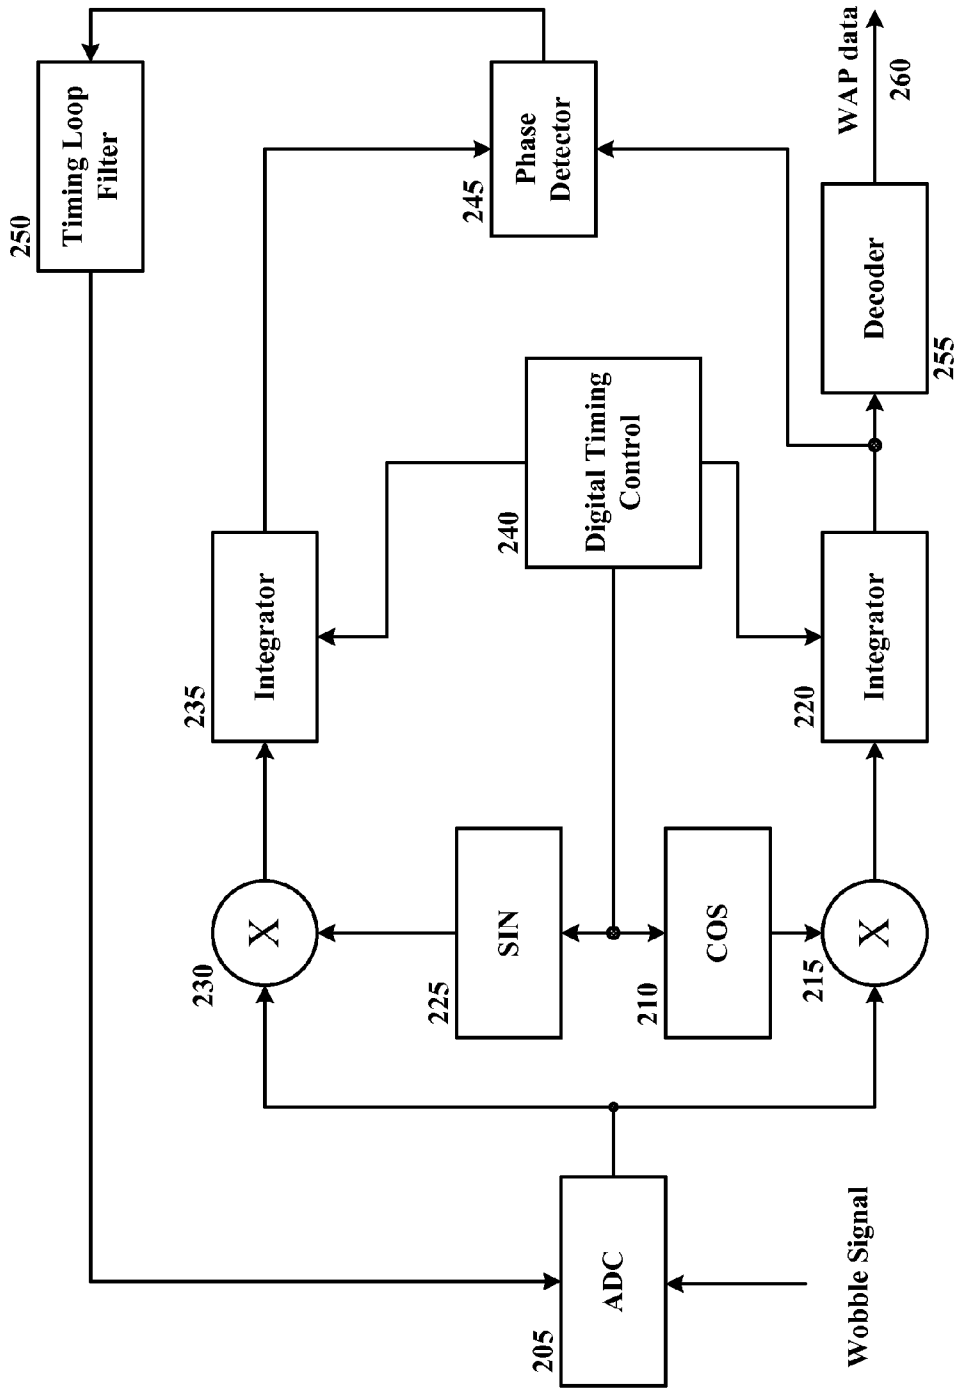 250
Timing Loop
Filter
235
Integrator
245
Phase
Detector
230
X
225
SIN
240
Digital Timing
Control
205
ADC
210
COS
215
X
220
Integrator
255
Decoder
WAP data
260
Wobble Signal